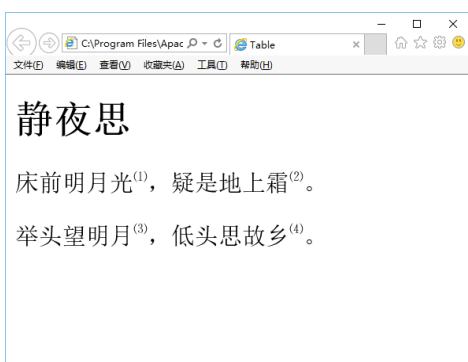 C:\Program Files\Apac
Table
文件(F) 编辑(E) 查看(V) 收藏夹(A) 工具(T) 帮助(H)
静夜思
床前明月光(1)，疑是地上霜(2)。
举头望明月(3)，低头思故乡(4)。